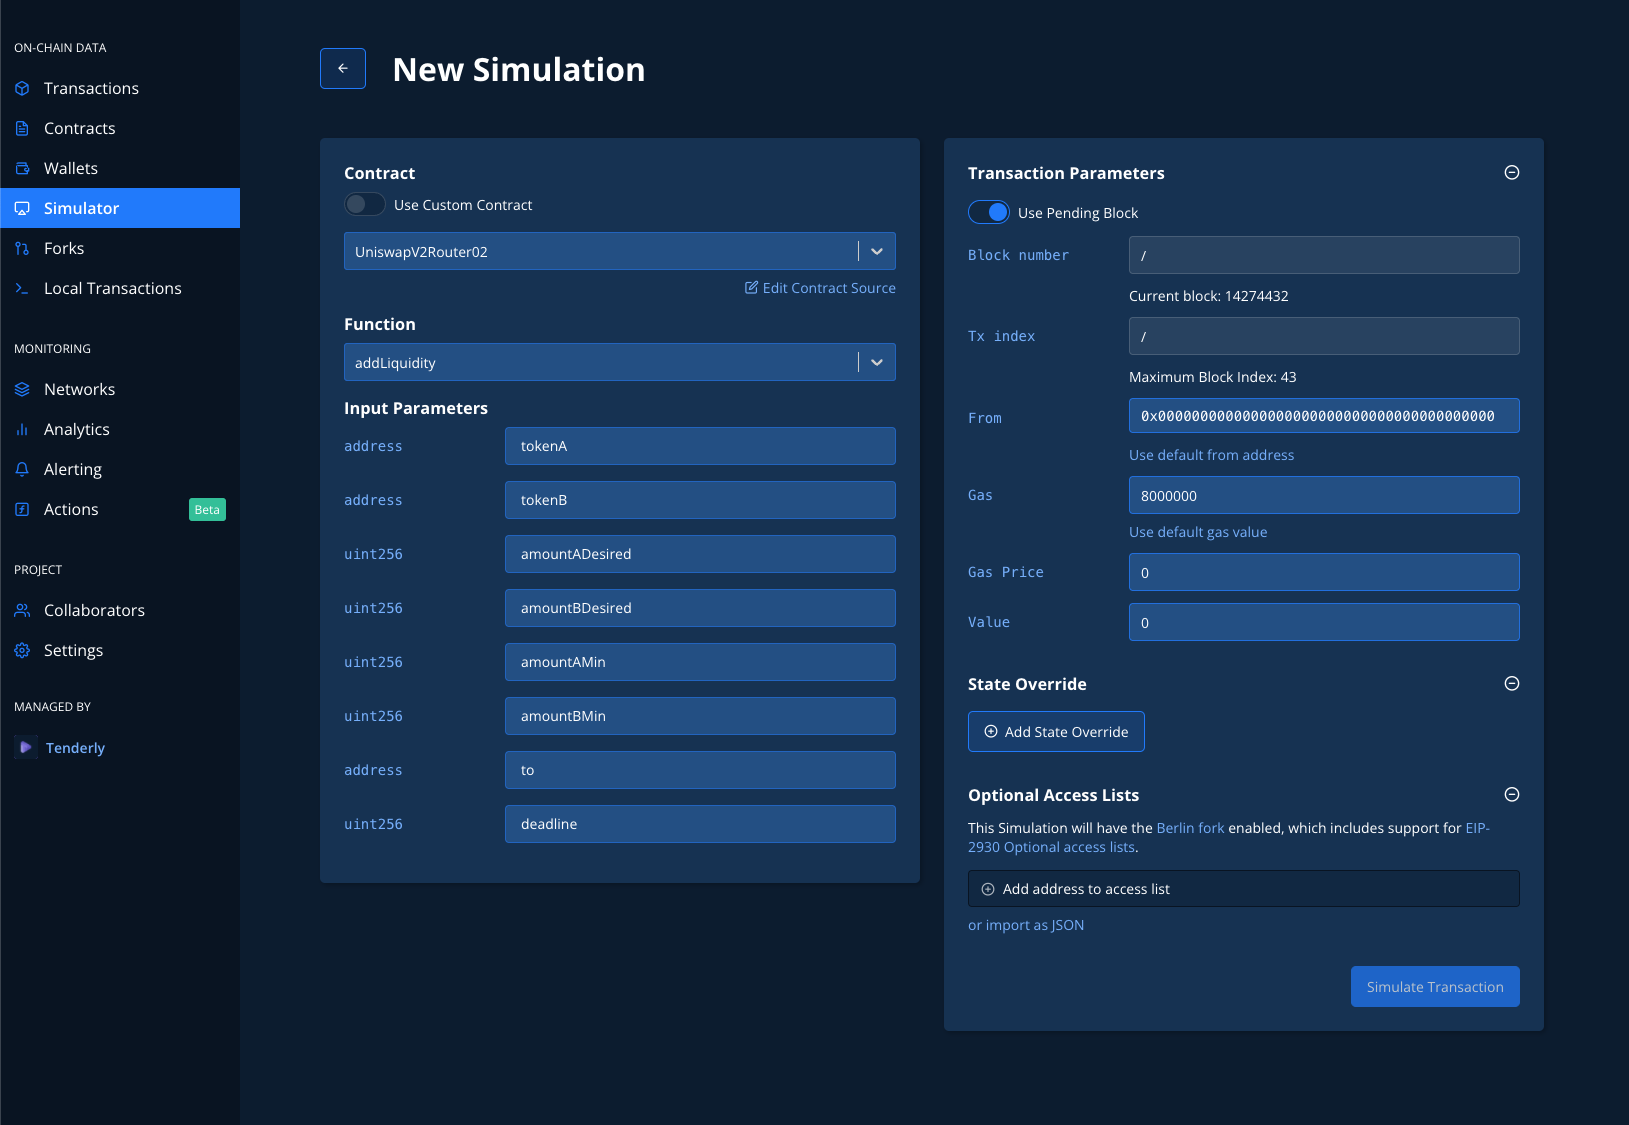 ON-CHAIN DATA
Transactions
Contracts
Wallets
Simulator
Forks
Local Transactions
MONITORING
Networks
Analytics
Alerting
Actions
Beta
PROJECT
Collaborators
Settings
MANAGED BY
Tenderly
New Simulation
Contract
Use Custom Contract
UniswapV2Router02
Edit Contract Source
Function
addLiquidity
Input Parameters
address
tokenA
address
tokenB
uint256
amountADesired
uint256
amountBDesired
uint256
amountAMin
uint256
amountBMin
address
to
uint256
deadline
Transaction Parameters
Use Pending Block
Block number
/
Current block: 14274432
Tx index
/
Maximum Block Index: 43
From
0x0000000000000000000000000000000000000000
Use default from address
Gas
8000000
Use default gas value
Gas Price
0
Value
0
State Override
Add State Override
Optional Access Lists
This Simulation will have the Berlin fork enabled, which includes support for EIP-
2930 Optional access lists.
Add address to access list
or import as JSON
Simulate Transaction